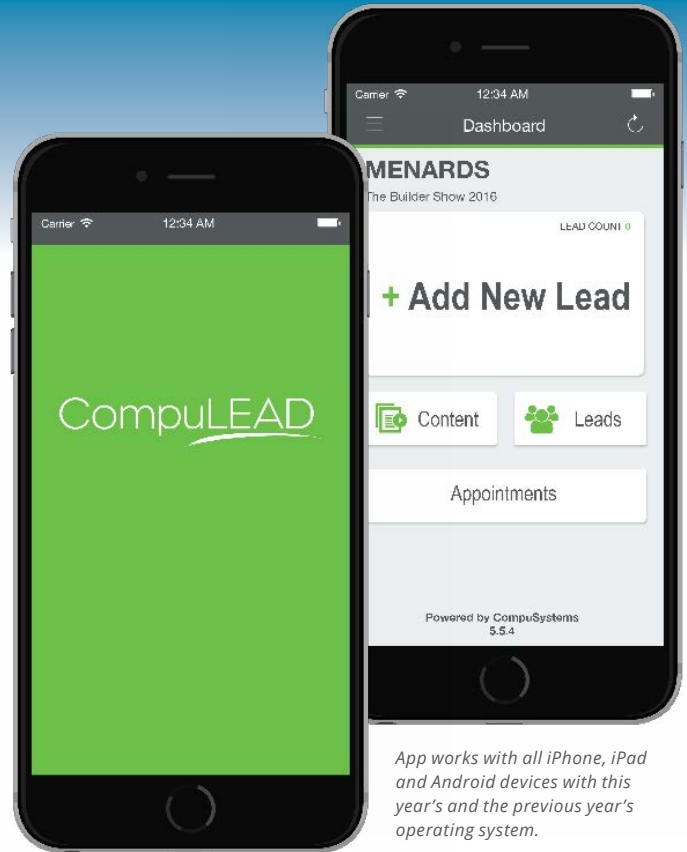 Carrier 12:34 AM
CompuLEAD
Carrier 12:34 AM
Dashboard
MENARDS
The Builder Show 2016
LEAD COUNT 0
+ Add New Lead
Content Leads
Appointments
Powered by CompuSystems
5.5.4
App works with all iPhone, iPad
and Android devices with this
year's and the previous year's
operating system.